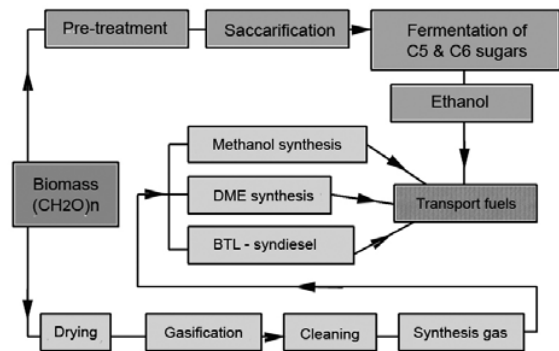 Pre-treatment
Saccarification
Fermentation of
C5 & C6 sugars
Ethanol
Methanol synthesis
Biomass
(CH2O)n
DME synthesis
Transport fuels
BTL - syndiesel
Drying
Gasification
Cleaning
Synthesis gas